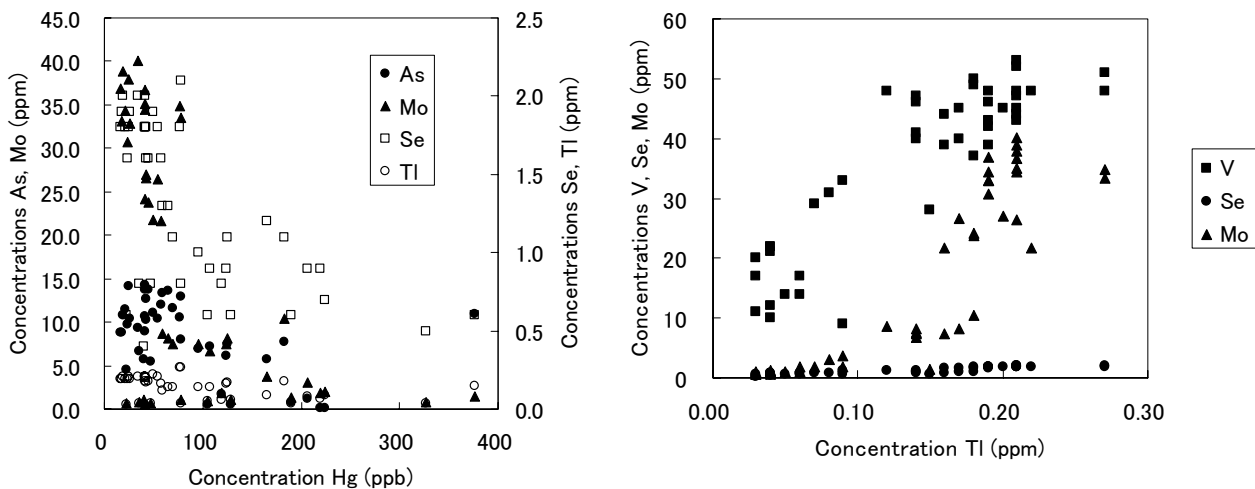 45.0
40.0
35.0
30.0
25.0
20.0
15.0
10.0
5.0
0.0
Concentrations As, Mo (ppm)
2.5
2.0
1.5
1.0
0.5
0.0
Concentrations Se, Tl (ppm)
0 100 200 300 400
Concentration Hg (ppb)
As
Mo
Se
Tl
60
50
40
30
20
10
0
Concentrations V, Se, Mo (ppm)
0.00 0.10 0.20 0.30
Concentration Tl (ppm)
V
Se
Mo